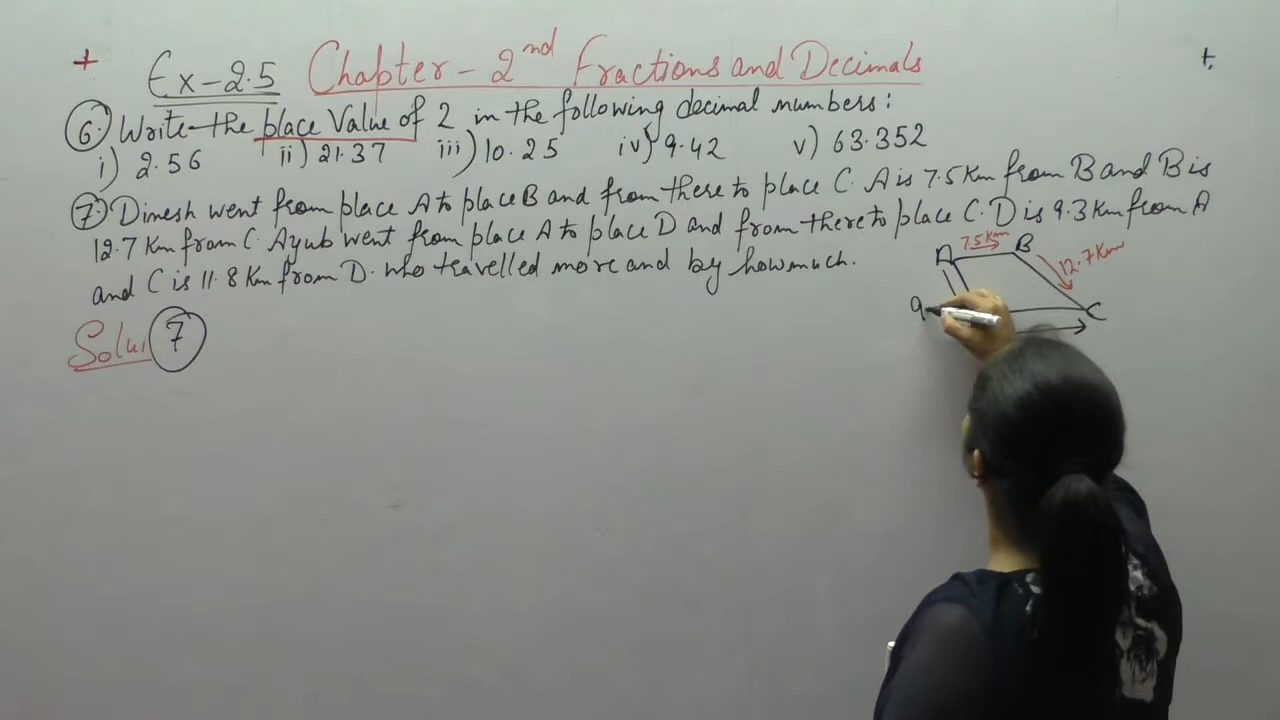 Ex-2.5 Chapter-2nd Fractions and Decimals
6. Write the place Value of 2 in the following decimal numbers:
i) 2.56 ii) 21.37 iii) 10.25 iv) 9.42 v) 63.352
7. Dinesh went from place A to place B and from there to place C. A is 7.5 Km from B and B is
12.7 Km from C. Ayub went from place A to place D and from there to place C. D is 9.3 Km from A
and C is 11.8 Km from D. who travelled more and by how much.
A 7.5 Km B
12.7 Km
9 C
Solu 7